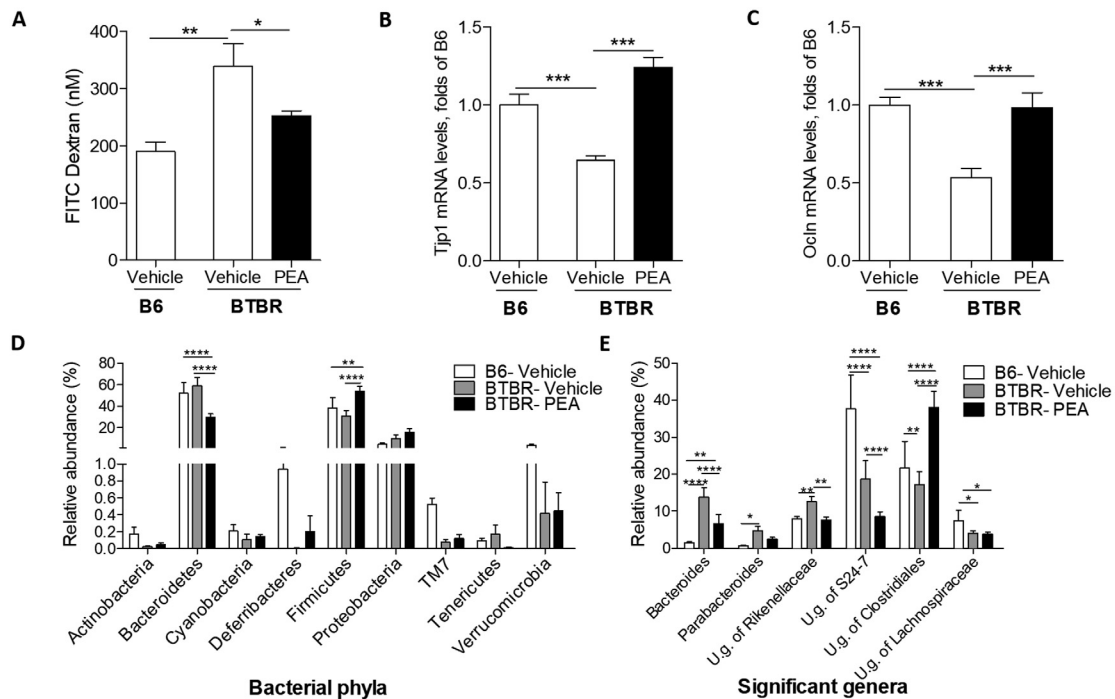 A
FITC Dextran (nM)
400
300
200
100
0
**
*
Vehicle
Vehicle
PEA
B6
BTBR
B
Tjp1 mRNA levels, folds of B6
1.5
1.0
0.5
0.0
***
***
Vehicle
Vehicle
PEA
B6
BTBR
C
Ocln mRNA levels, folds of B6
1.5
1.0
0.5
0.0
***
***
Vehicle
Vehicle
PEA
B6
BTBR
D
Relative abundance (%)
80
60
40
20
1.0
0.8
0.6
0.4
0.2
0.0
****
****
**
****
B6- Vehicle
BTBR- Vehicle
BTBR- PEA
Actinobacteria
Bacteroidetes
Cyanobacteria
Deferribacteres
Firmicutes
Proteobacteria
TM7
Tenericutes
Verrucomicrobia
Bacterial phyla
E
Relative abundance (%)
50
40
30
20
10
0
**
****
****
*
**
**
****
****
****
****
****
**
*
*
B6- Vehicle
BTBR- Vehicle
BTBR- PEA
Bacteroides
Parabacteroides
U.g. of Rikenellaceae
U.g. of S24-7
U.g. of Clostridiales
U.g. of Lachnospiraceae
Significant genera